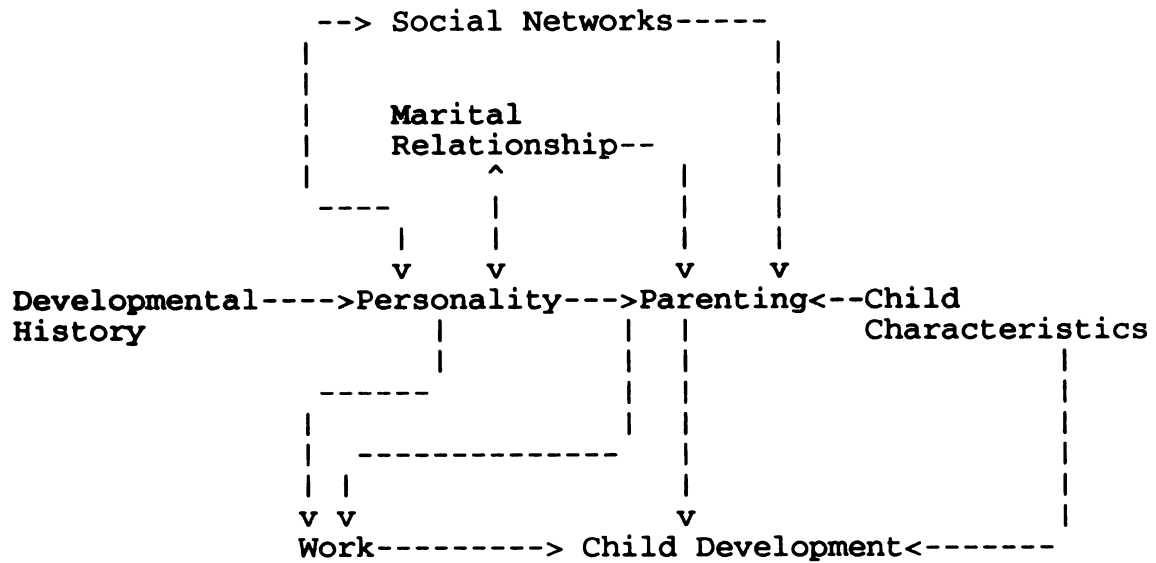 Social Networks
Marital
Relationship
Developmental Personality Parenting Child
History Characteristics
Work Child Development